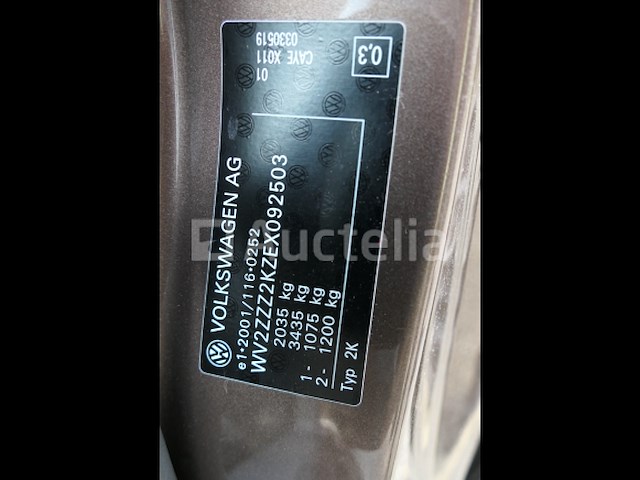 VOLKSWAGEN AG
e1*2001/116*0252
WV2ZZZ2KZEX092503
2035 kg
3435 kg
1- 1075 kg
2- 1200 kg
Typ 2K
0330519
CAYE X011
01
0,3
Auctelia